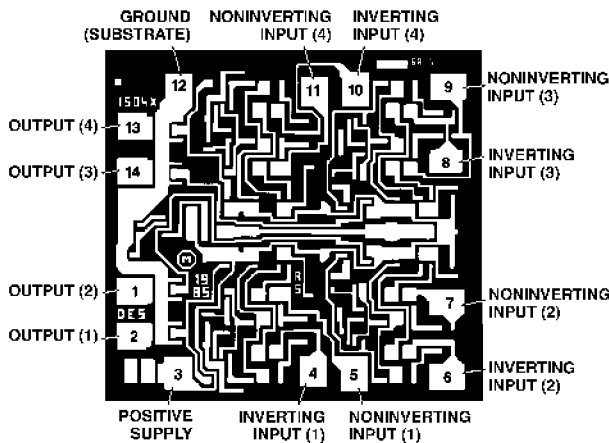 GROUND
(SUBSTRATE)
NONINVERTING
INPUT (4)
INVERTING
INPUT (4)
12
11
10
9
NONINVERTING
INPUT (3)
1504X
OUTPUT (4)
13
OUTPUT (3)
14
8
INVERTING
INPUT (3)
M
19
85
RS
OUTPUT (2)
1
7
NONINVERTING
INPUT (2)
DES
OUTPUT (1)
2
3
4
5
6
INVERTING
INPUT (2)
POSITIVE
SUPPLY
INVERTING
INPUT (1)
NONINVERTING
INPUT (1)